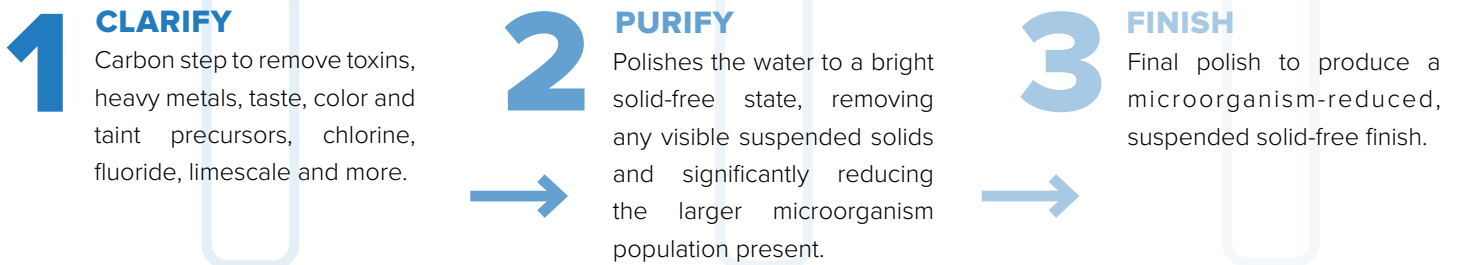 1
CLARIFY
Carbon step to remove toxins,
heavy metals, taste, color and
taint precursors, chlorine,
fluoride, limescale and more.
2
PURIFY
Polishes the water to a bright
solid-free state, removing
any visible suspended solids
and significantly reducing
the larger microorganism
population present.
3
FINISH
Final polish to produce a
microorganism-reduced,
suspended solid-free finish.